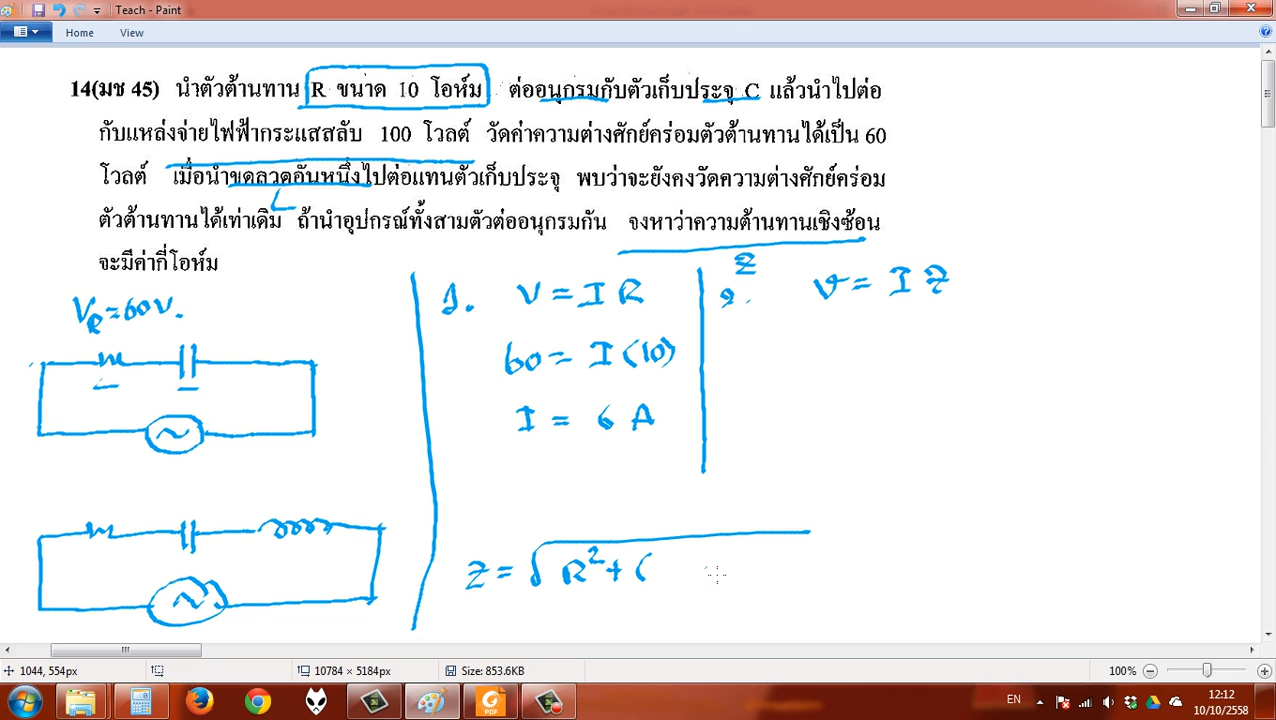 Teach - Paint
Home View
14(มช 45) นำตัวต้านทาน R ขนาด 10 โอห์ม ต่ออนุกรมกับตัวเก็บประจุ C แล้วนำไปต่อ
กับแหล่งจ่ายไฟฟ้ากระแสสลับ 100 โวลต์ วัดค่าความต่างศักย์คร่อมตัวต้านทานได้เป็น 60
โวลต์ เมื่อนำขดลวดอันหนึ่งไปต่อแทนตัวเก็บประจุ พบว่าจะยังคงวัดความต่างศักย์คร่อม
ตัวต้านทานได้เท่าเดิม ถ้านำอุปกรณ์ทั้งสามตัวต่ออนุกรมกัน จงหาว่าความต้านทานเชิงซ้อน
จะมีค่ากี่โอห์ม
L
Z
V_R = 60 V.
1. V = I R
60 = I (10)
I = 6 A
2. V = I Z
Z = √R² + (
1044, 554px
10784 × 5184px
Size: 853.6KB
100%
PDF
EN
12:12
10/10/2558